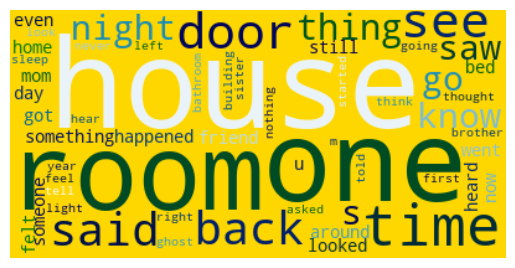 even night door thing see
look never left still going saw
home house
sleep mom bathroom building sister started go bed
day nothing think know thought
got hear
something happened friend brother
room one went
year m
feel u told first heard now
tell
someone light right asked s time
felt said ghost back around
looked